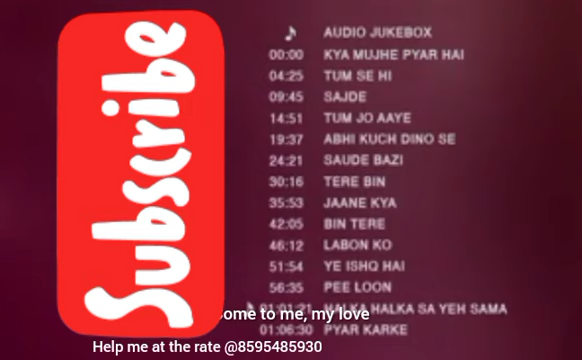 Subscribe
AUDIO JUKEBOX
00:00 KYA MUJHE PYAR HAI
04:25 TUM SE HI
09:45 SAJDE
14:51 TUM JO AAYE
19:37 ABHI KUCH DINO SE
24:21 SAUDE BAZI
30:16 TERE BIN
35:53 JAANE KYA
42:05 BIN TERE
46:12 LABON KO
51:54 YE ISHQ HAI
56:35 PEE LOON
01:01:21 HALKA HALKA SA YEH SAMA
ome to me, my love
01:06:30 PYAR KARKE
Help me at the rate @8595485930